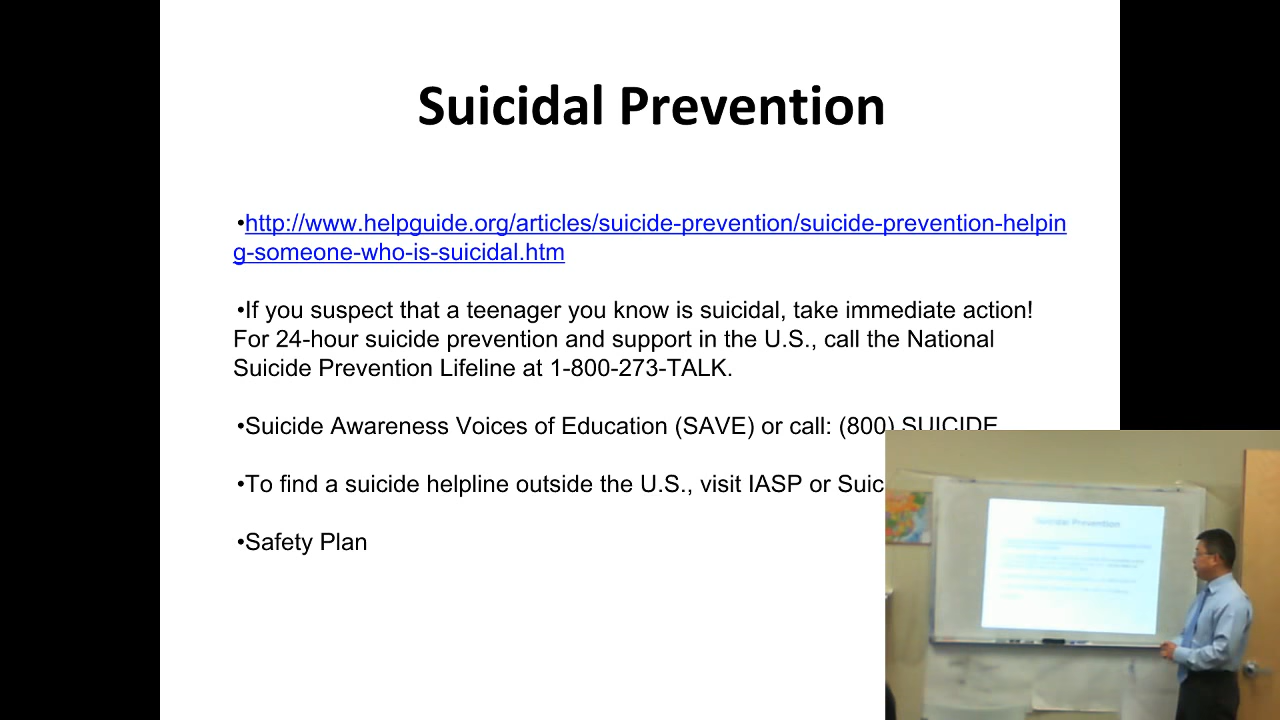 Suicidal Prevention
•http://www.helpguide.org/articles/suicide-prevention/suicide-prevention-helpin
g-someone-who-is-suicidal.htm
•If you suspect that a teenager you know is suicidal, take immediate action!
For 24-hour suicide prevention and support in the U.S., call the National
Suicide Prevention Lifeline at 1-800-273-TALK.
•Suicide Awareness Voices of Education (SAVE) or call: (800) SUICIDE
•To find a suicide helpline outside the U.S., visit IASP or
•Safety Plan
Suicidal Prevention